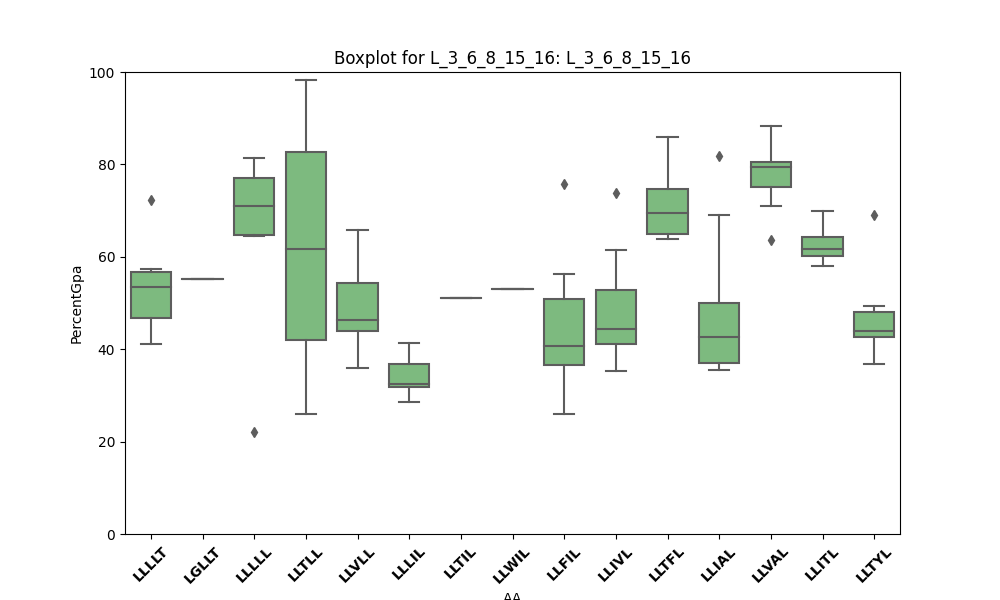 Boxplot for L_3_6_8_15_16: L_3_6_8_15_16
100
80
60
40
20
0
PercentGpa
LLLLT LGLLT LLLLL LLTLL LLVLL LLLIL LLTIL LLWIL LLFIL LLIVL LLTFL LLIAL LLVAL LLITL LLTYL
AA